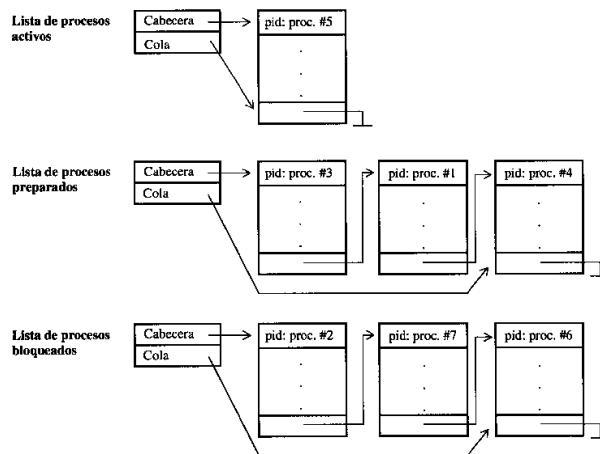 Lista de procesos
activos
Cabecera
Cola
pid: proc. #5
Lista de procesos
preparados
Cabecera
Cola
pid: proc. #3
pid: proc. #1
pid: proc. #4
Lista de procesos
bloqueados
Cabecera
Cola
pid: proc. #2
pid: proc. #7
pid: proc. #6